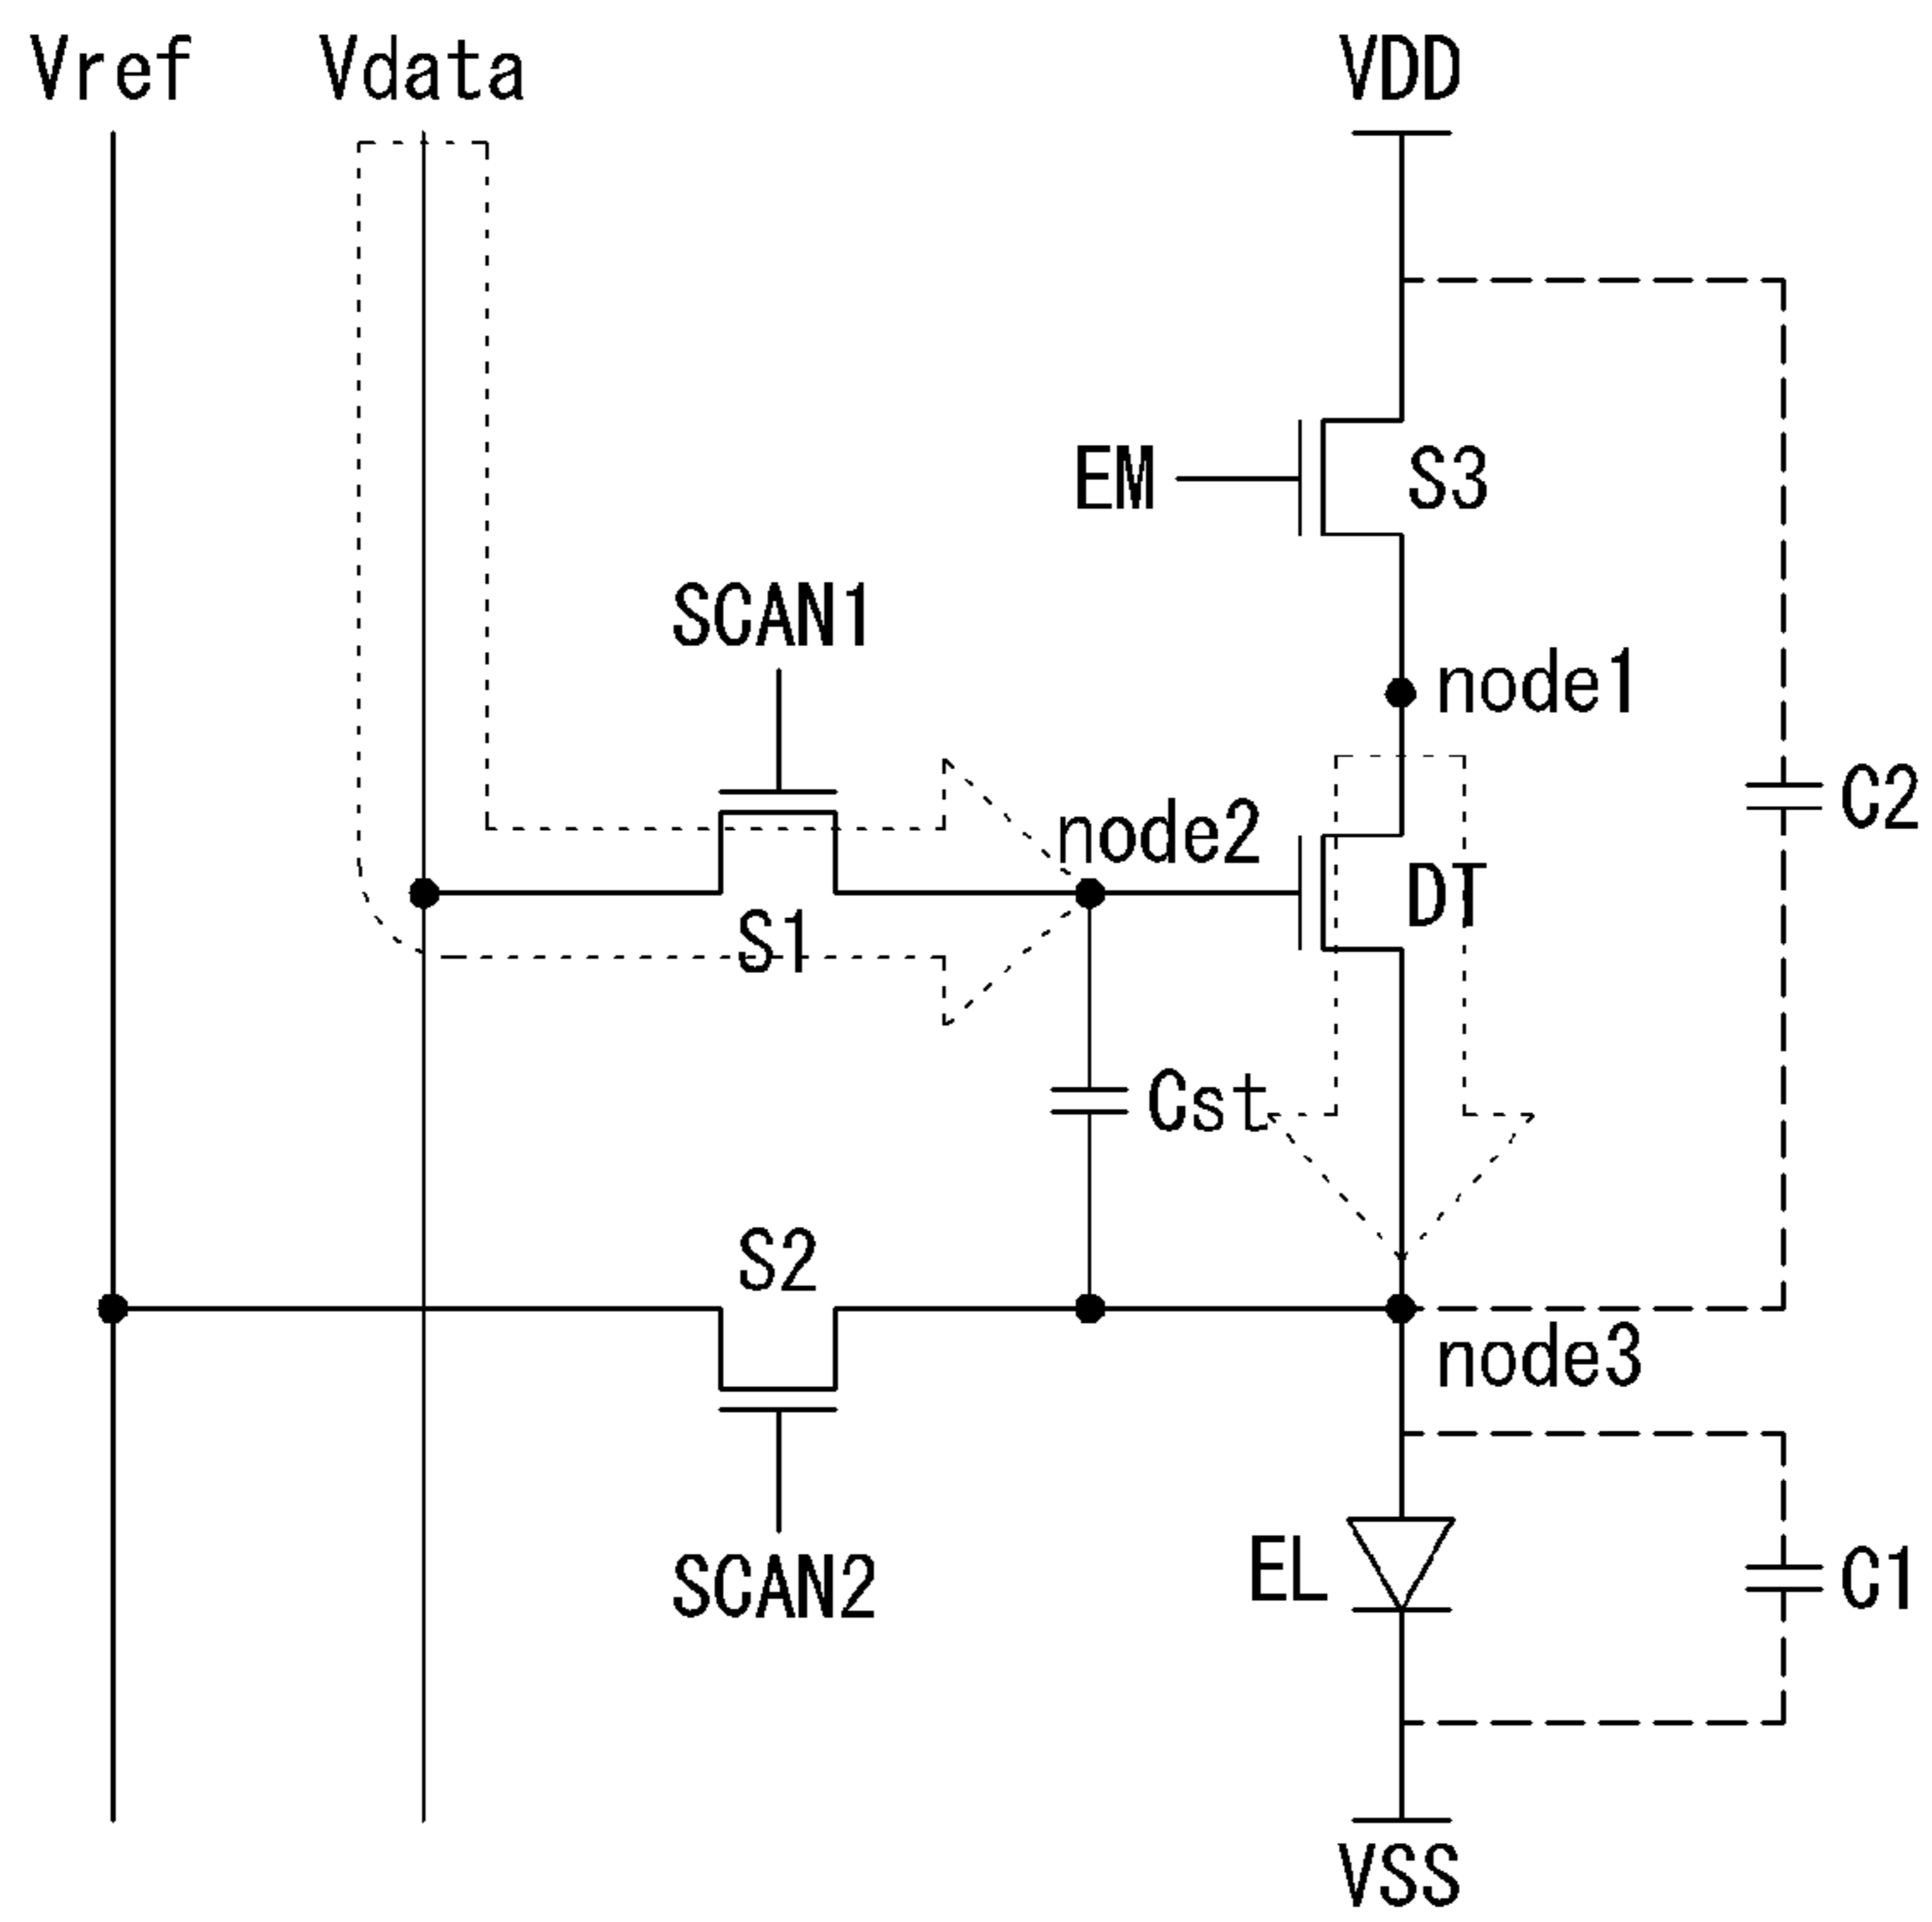 Vref Vdata VDD
EM S3
SCAN1
node1
node2 C2
DT
S1
Cst
S2
node3
EL C1
SCAN2
VSS